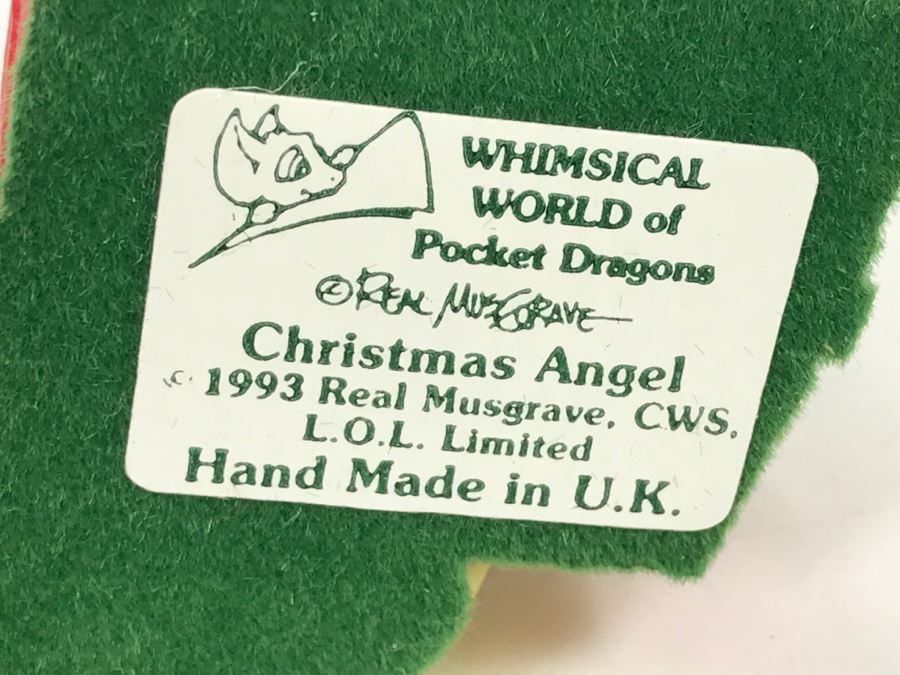 WHIMSICAL
WORLD of
Pocket Dragons
© REAL MUSGRAVE
Christmas Angel
c. 1993 Real Musgrave, CWS.
L.O.L. Limited
Hand Made in U.K.